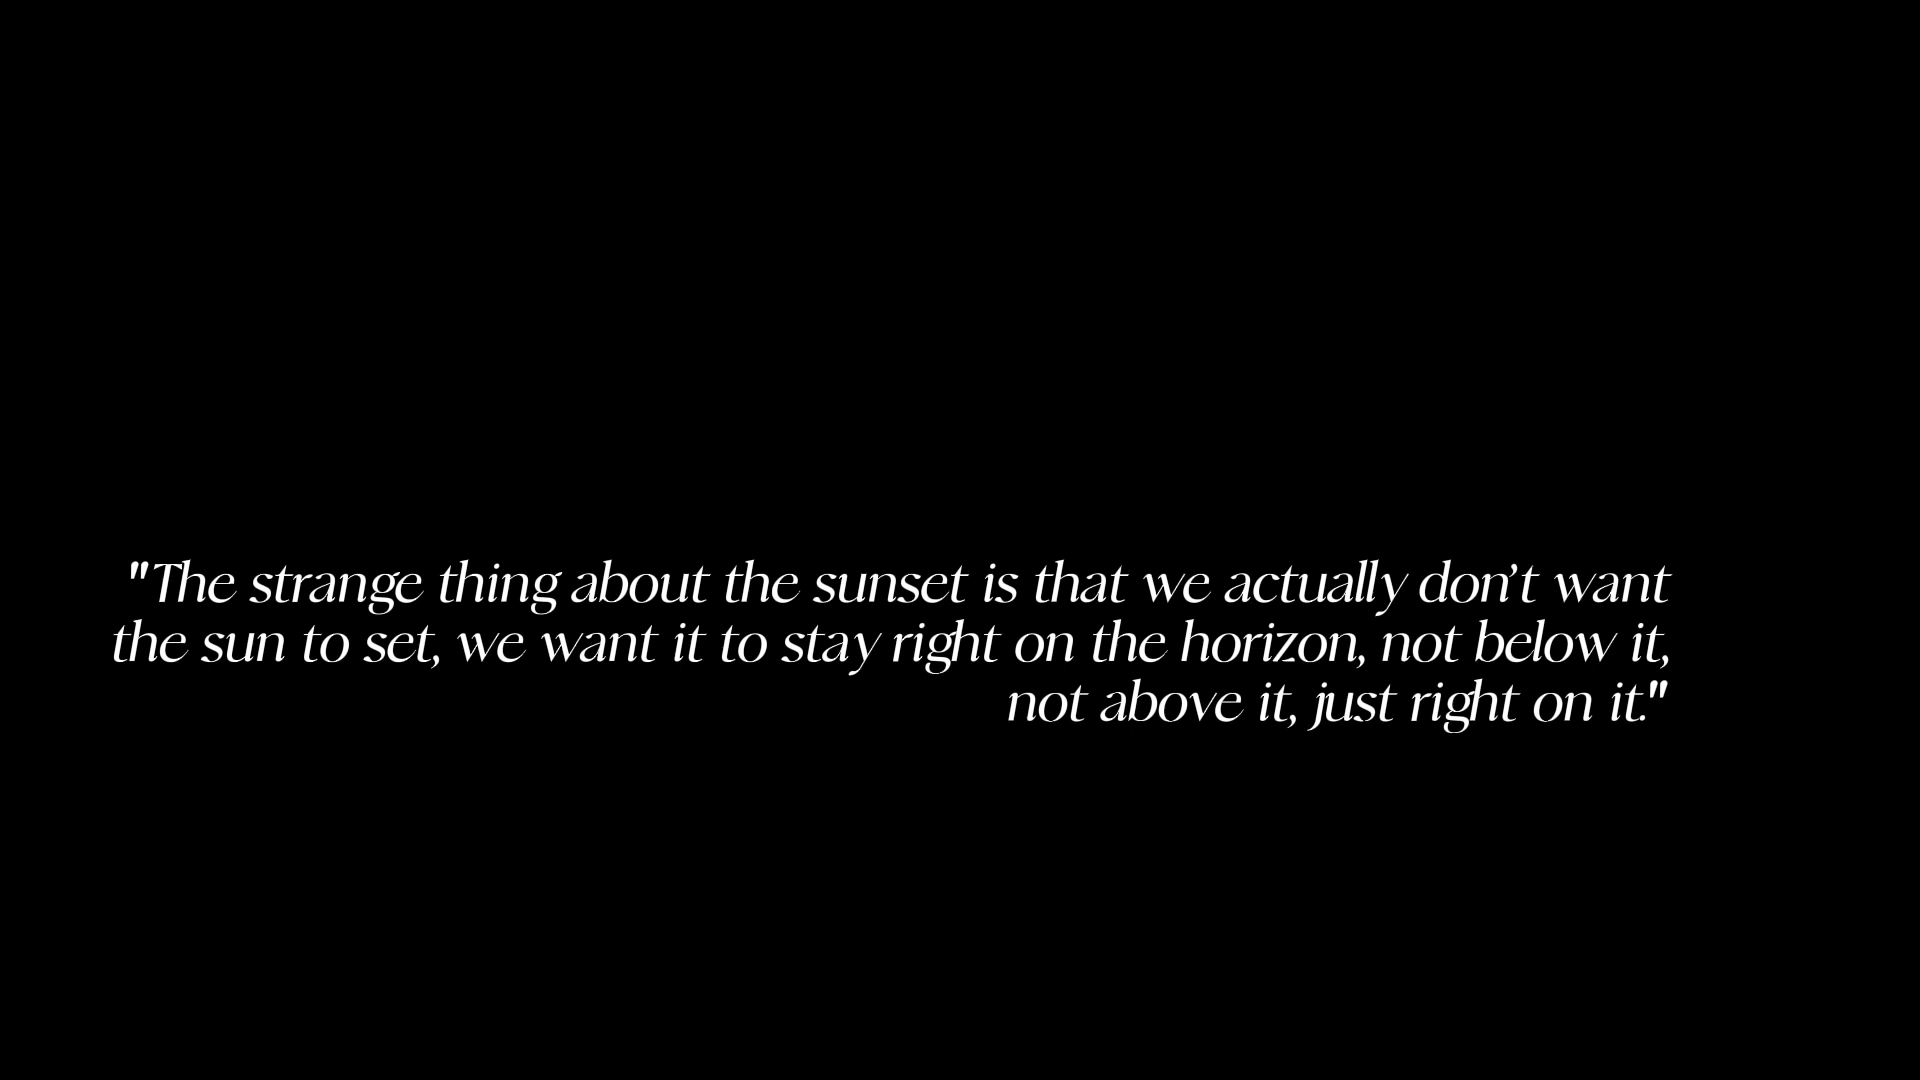 "The strange thing about the sunset is that we actually don’t want
the sun to set, we want it to stay right on the horizon, not below it,
not above it, just right on it."